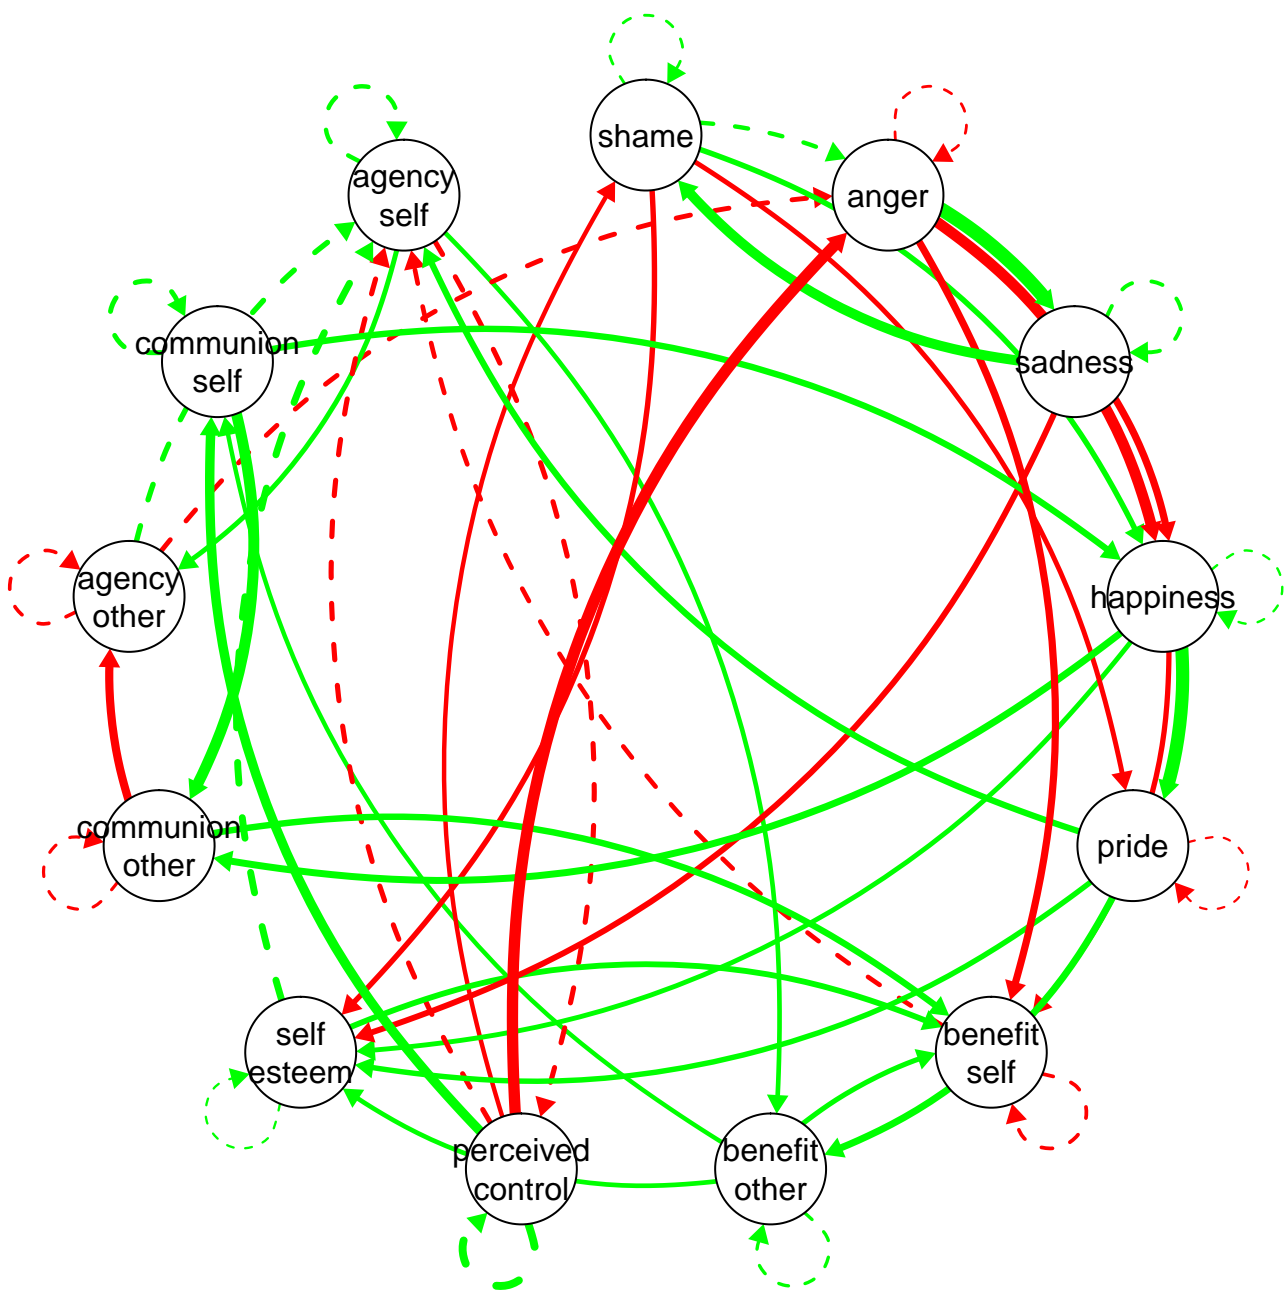 shame
anger
agency
self
communion
self
sadness
agency
other
happiness
communion
other
pride
self
esteem
benefit
self
perceived
control
benefit
other